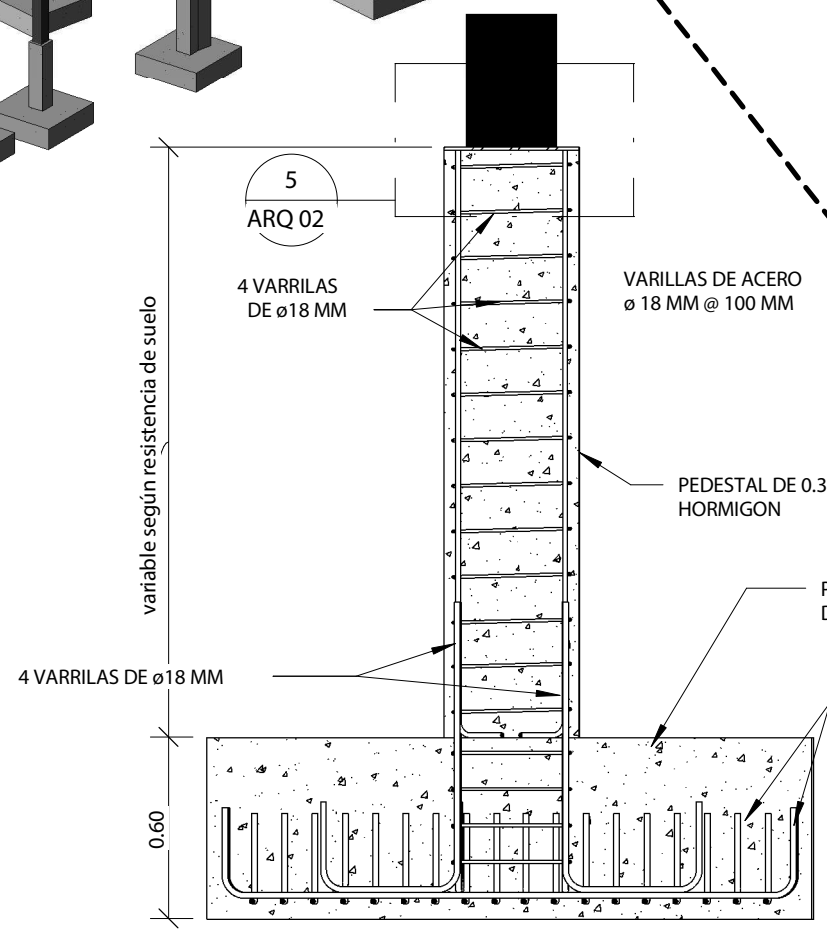 5
ARQ 02
4 VARRILAS
DE ø18 MM
VARILLAS DE ACERO
ø 18 MM @ 100 MM
variable según resistencia de suelo
PEDESTAL DE 0.3
HORMIGON
4 VARRILAS DE ø18 MM
0.60